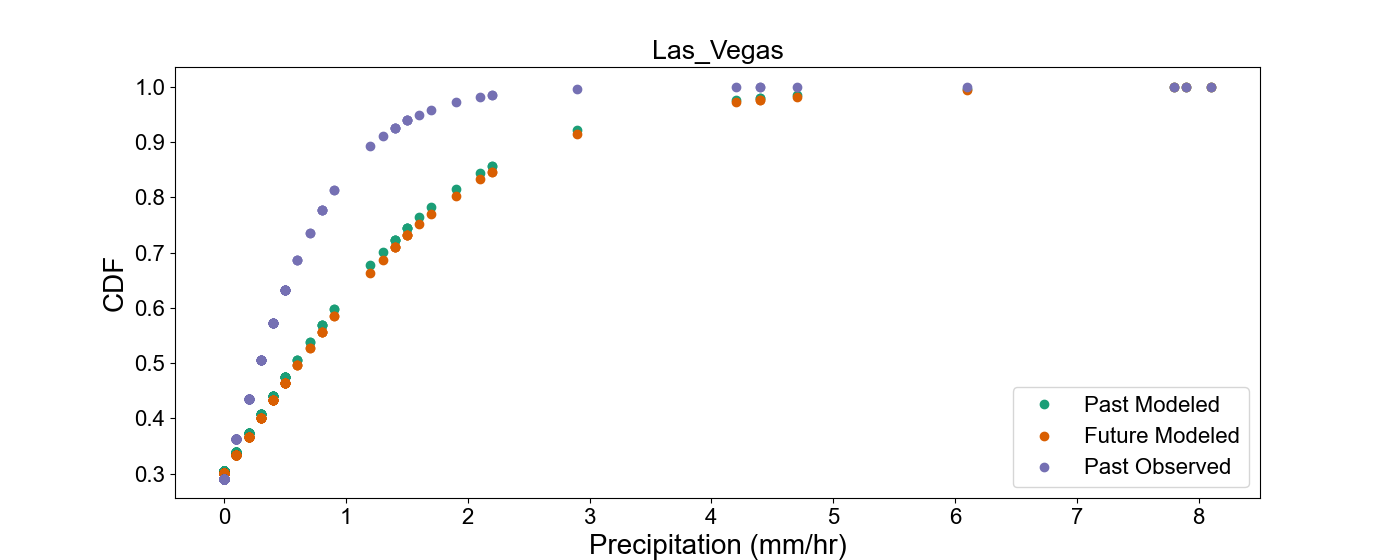 Las_Vegas
CDF
1.0
0.9
0.8
0.7
0.6
0.5
0.4
0.3
Past Modeled
Future Modeled
Past Observed
0 1 2 3 4 5 6 7 8
Precipitation (mm/hr)